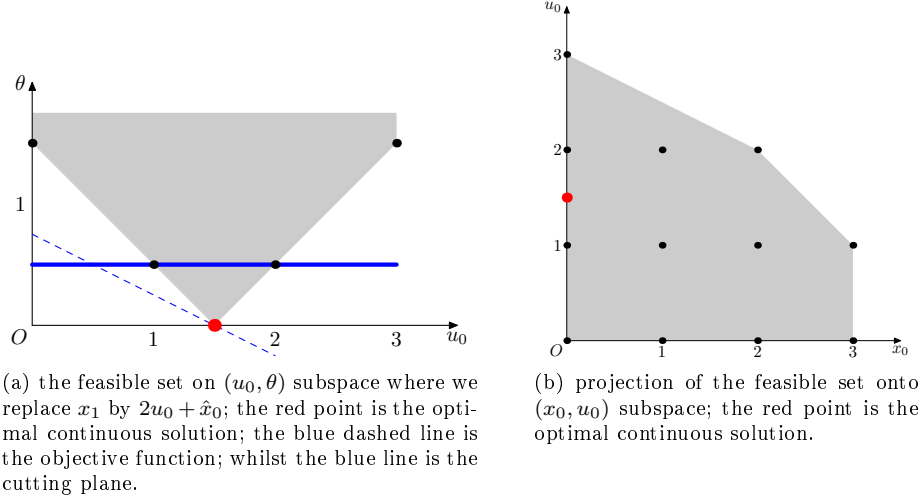 θ
1
O
1
2
3
u₀
(a) the feasible set on (u₀, θ) subspace where we
replace x₁ by 2u₀ + x̂₀; the red point is the opti-
mal continuous solution; the blue dashed line is
the objective function; whilst the blue line is the
cutting plane.
u₀
3
2
1
O
1
2
3
x₀
(b) projection of the feasible set onto
(x₀, u₀) subspace; the red point is the
optimal continuous solution.